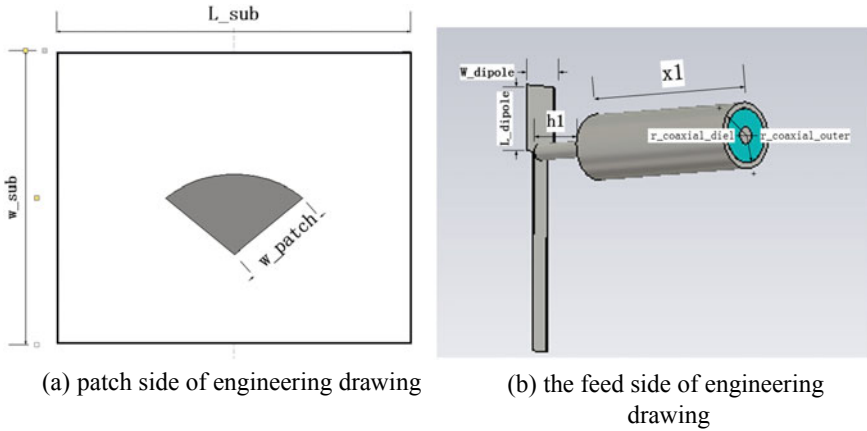 L_sub
w_sub
w_patch
(a) patch side of engineering drawing
W_dipole
L_dipole
h1
x1
r_coaxial_diel
r_coaxial_outer
(b) the feed side of engineering
drawing